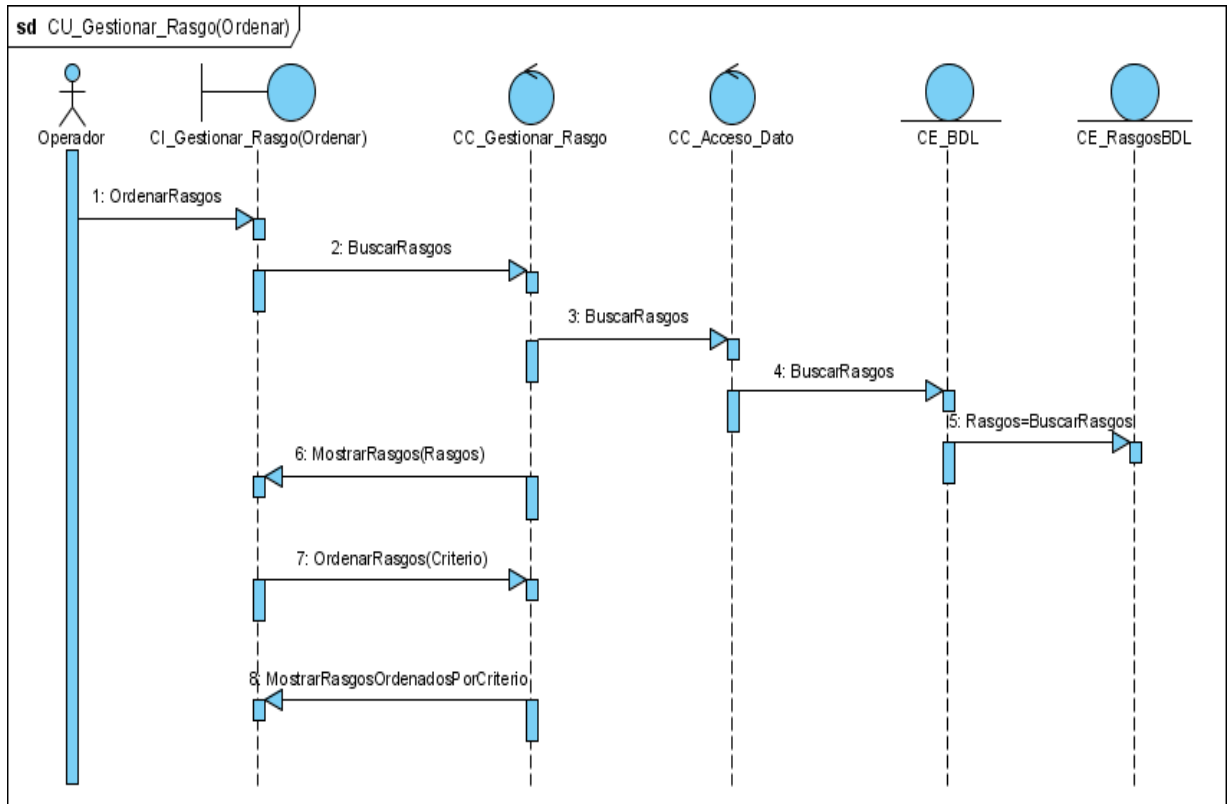 sd CU_Gestionar_Rasgo(Ordenar)
Operador
CI_Gestionar_Rasgo(Ordenar)
CC_Gestionar_Rasgo
CC_Acceso_Dato
CE_BDL
CE_RasgosBDL
1: OrdenarRasgos
2: BuscarRasgos
3: BuscarRasgos
4: BuscarRasgos
5: Rasgos=BuscarRasgos
6: MostrarRasgos(Rasgos)
7: OrdenarRasgos(Criterio)
8: MostrarRasgosOrdenadosPorCriterio